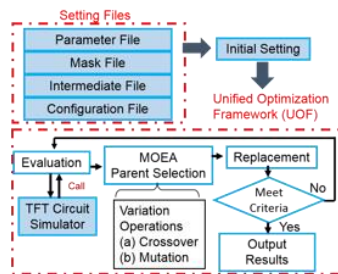 Setting Files
Parameter File
Mask File
Intermediate File
Configuration File
Initial Setting
Unified Optimization
Framework (UOF)
Evaluation
Call
TFT Circuit
Simulator
MOEA
Parent Selection
Variation
Operations
(a) Crossover
(b) Mutation
Replacement
Meet
Criteria
No
Yes
Output
Results